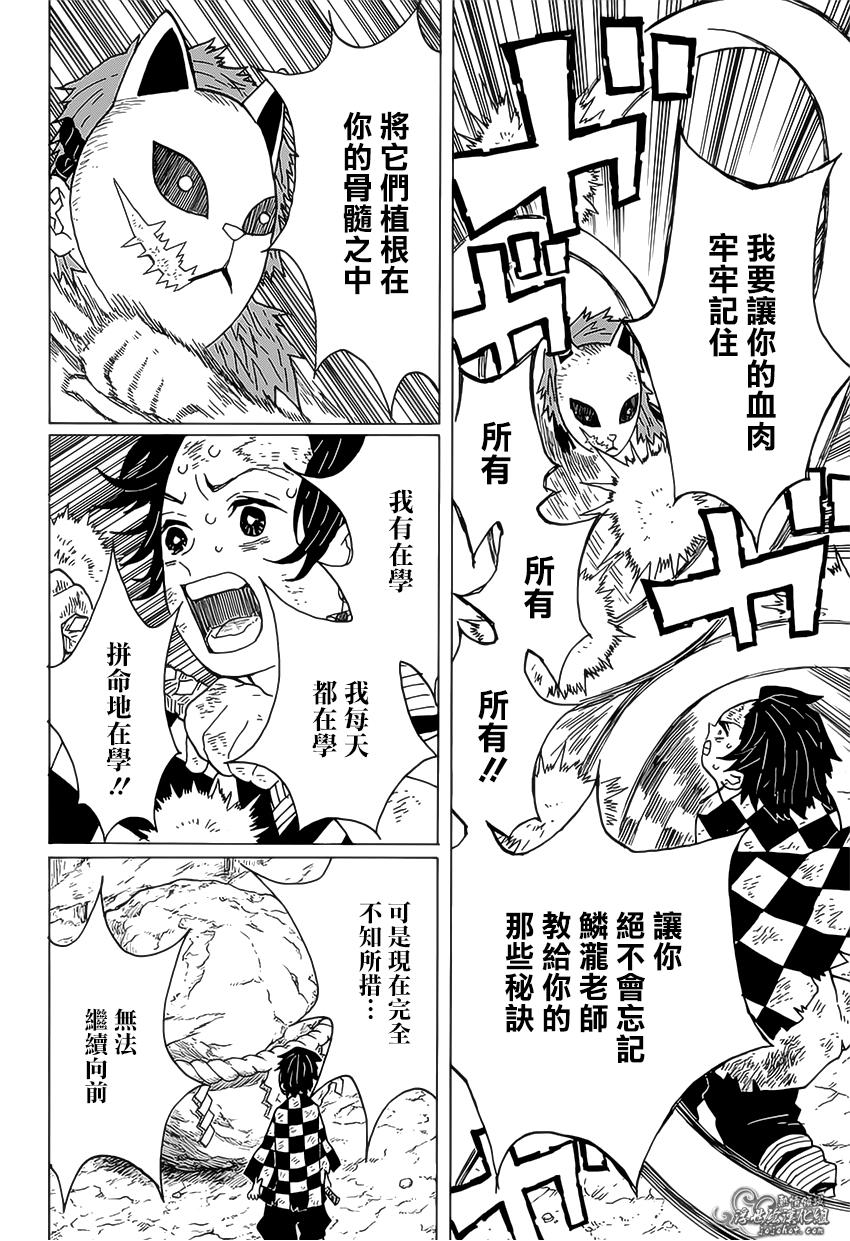 我要讓你的血肉
牢牢記住
ガ
ガ
ガ
所有
所有
所有!!
讓你
絕不會忘記
鱗瀧老師
教給你的
那些秘訣
將它們植根在
你的骨髓之中
我有在學
我每天
都在學
拼命地在學!!
可是現在完全
不知所措…
無法
繼續向前